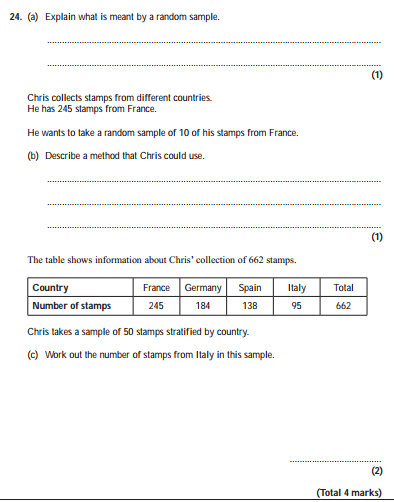 24. (a) Explain what is meant by a random sample.
(1)
Chris collects stamps from different countries.
He has 245 stamps from France.
He wants to take a random sample of 10 of his stamps from France.
(b) Describe a method that Chris could use.
(1)
The table shows information about Chris' collection of 662 stamps.
Country France Germany Spain Italy Total
Number of stamps 245 184 138 95 662
Chris takes a sample of 50 stamps stratified by country.
(c) Work out the number of stamps from Italy in this sample.
(2)
(Total 4 marks)